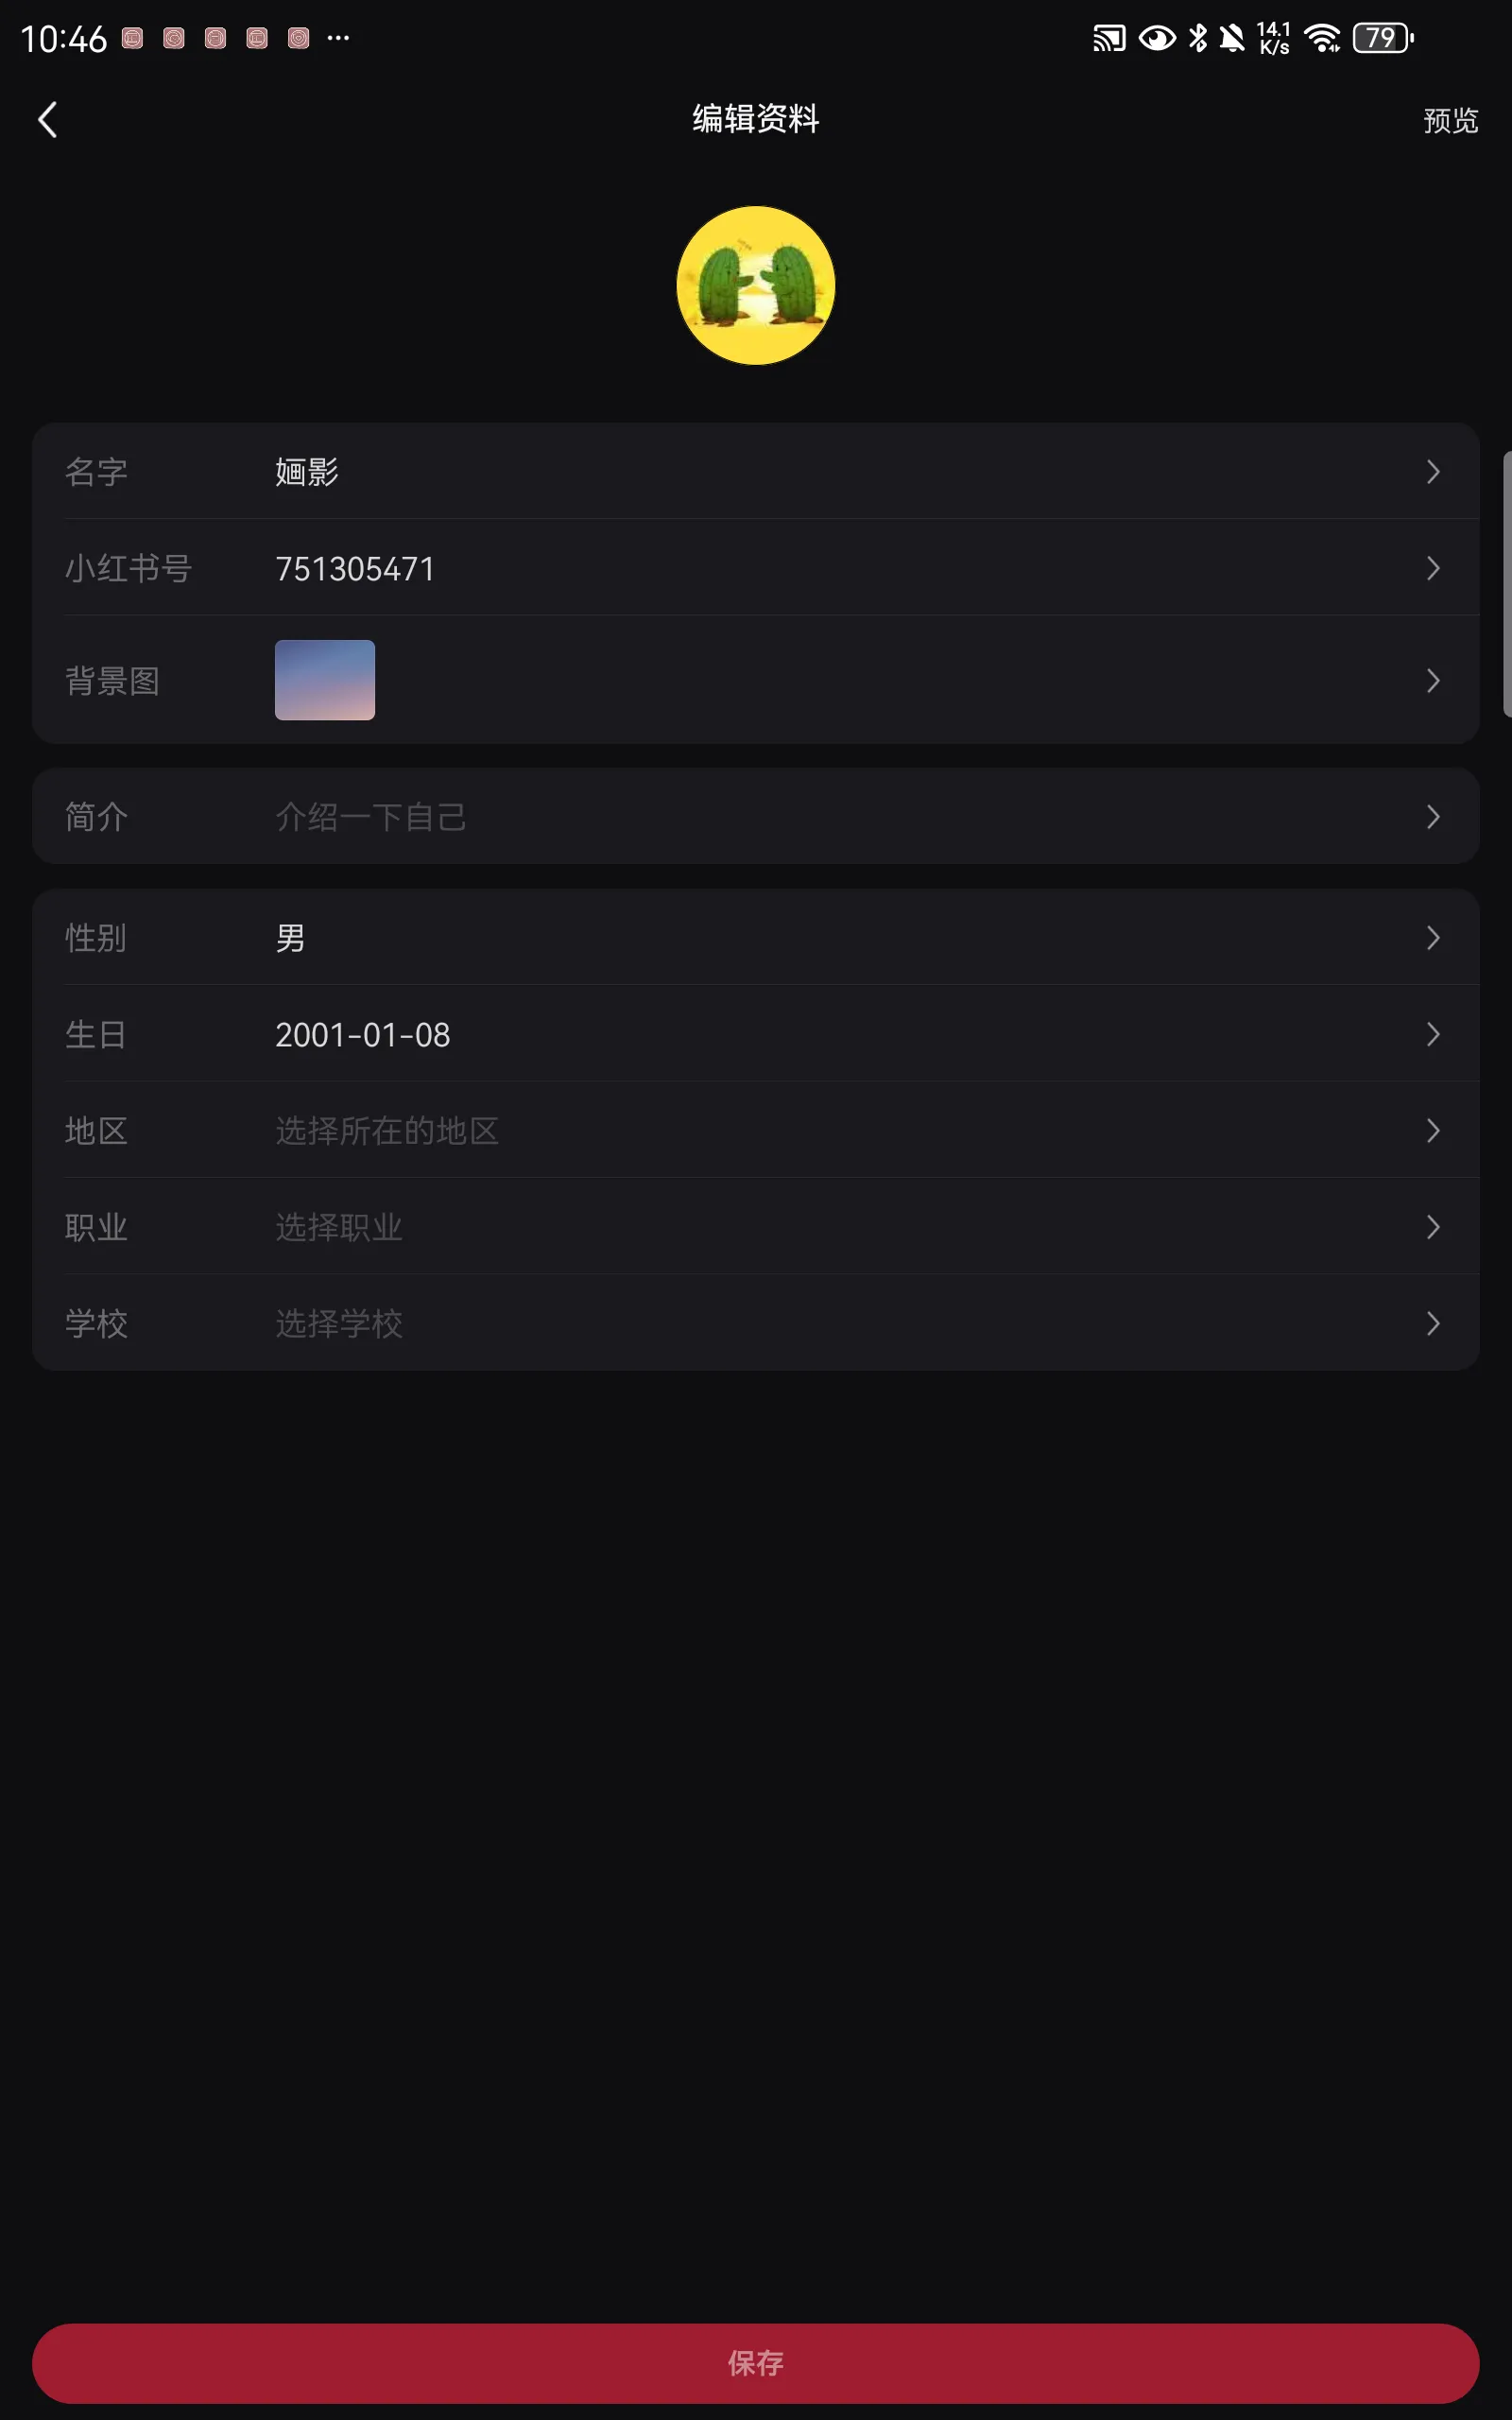 10:46
14.1 K/s
79
编辑资料
预览
名字 婳影
小红书号 751305471
背景图
简介 介绍一下自己
性别 男
生日 2001-01-08
地区 选择所在的地区
职业 选择职业
学校 选择学校
保存